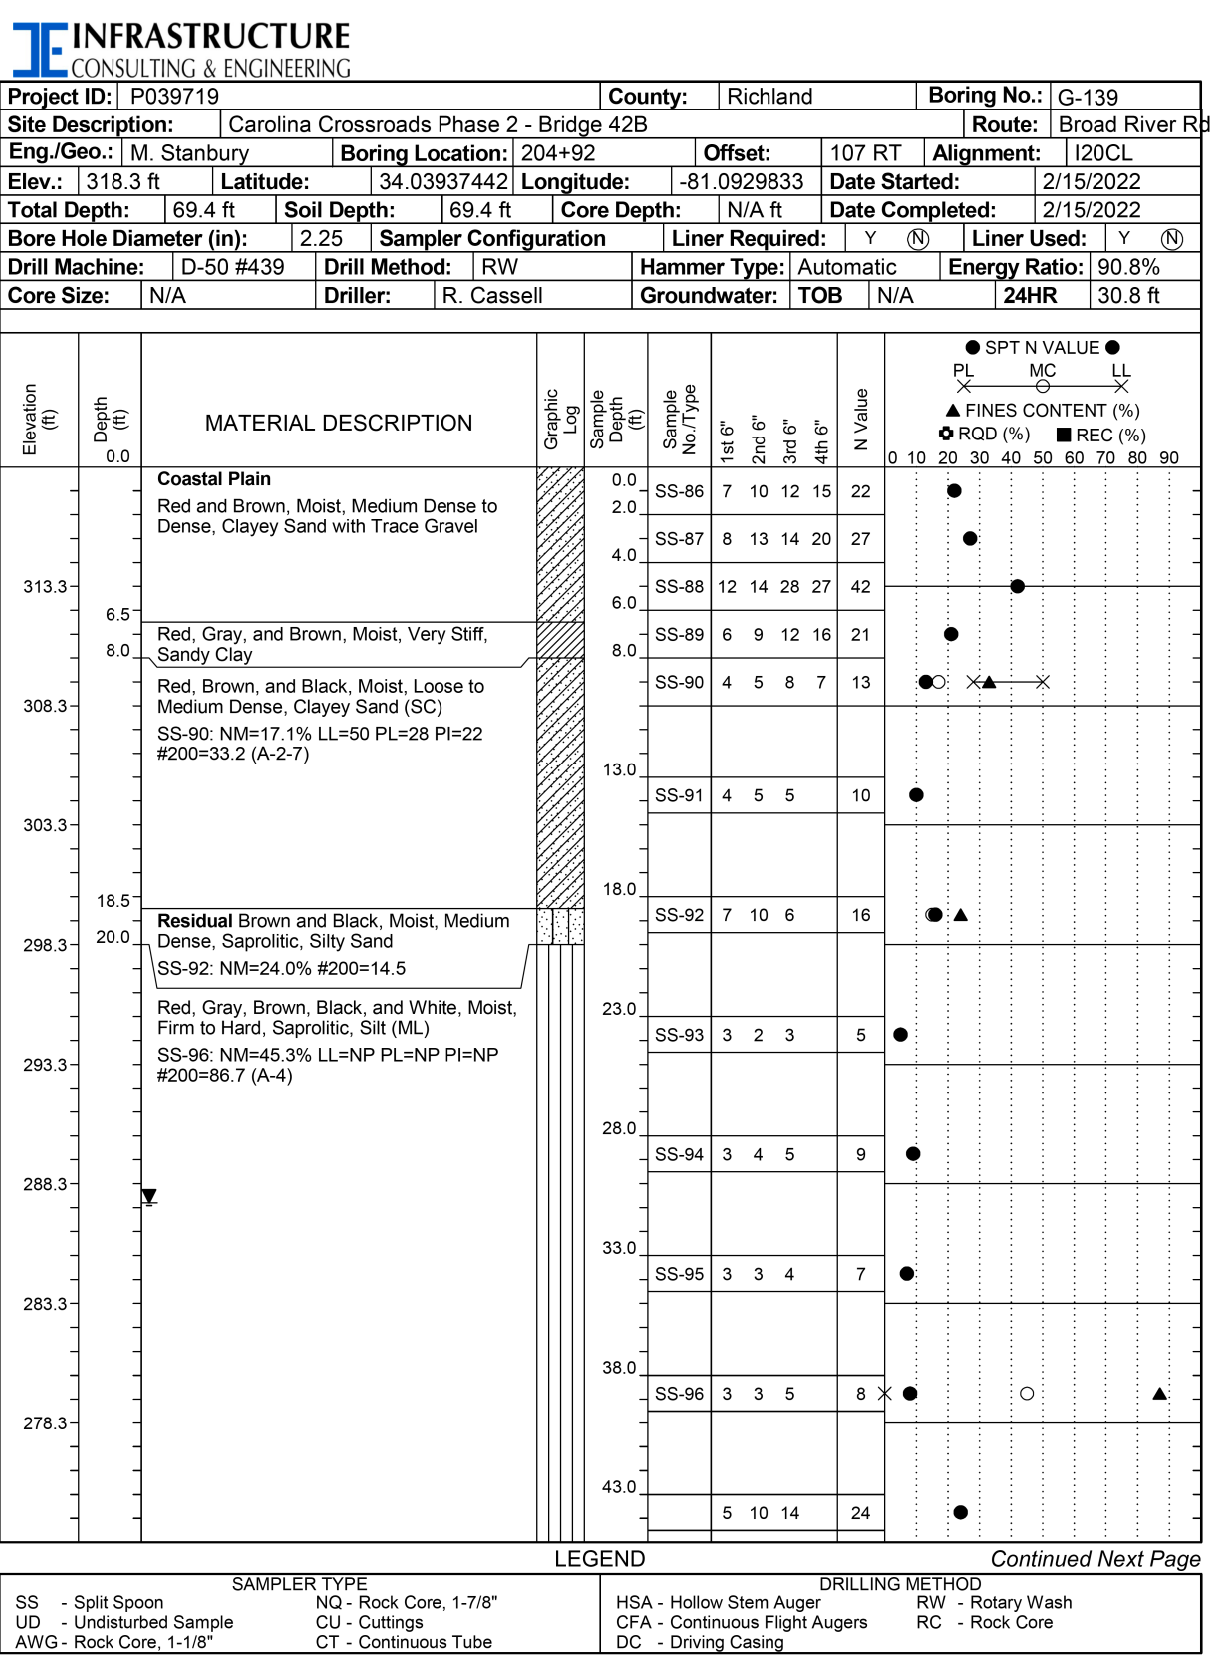 INFRASTRUCTURE
CONSULTING & ENGINEERING
Project ID: P039719 County: Richland Boring No.: G-139
Site Description: Carolina Crossroads Phase 2 - Bridge 42B Route: Broad River Rd
Eng./Geo.: M. Stanbury Boring Location: 204+92 Offset: 107 RT Alignment: I20CL
Elev.: 318.3 ft Latitude: 34.03937442 Longitude: -81.0929833 Date Started: 2/15/2022
Total Depth: 69.4 ft Soil Depth: 69.4 ft Core Depth: N/A ft Date Completed: 2/15/2022
Bore Hole Diameter (in): 2.25 Sampler Configuration Liner Required: Y N Liner Used: Y N
Drill Machine: D-50 #439 Drill Method: RW Hammer Type: Automatic Energy Ratio: 90.8%
Core Size: N/A Driller: R. Cassell Groundwater: TOB N/A 24HR 30.8 ft
Elevation (ft)
Depth (ft)
0.0
MATERIAL DESCRIPTION
Graphic Log
Sample Depth (ft)
Sample No./Type
1st 6"
2nd 6"
3rd 6"
4th 6"
N Value
● SPT N VALUE ●
PL MC LL
▲ FINES CONTENT (%)
RQD (%) ■ REC (%)
0 10 20 30 40 50 60 70 80 90
Coastal Plain
Red and Brown, Moist, Medium Dense to
Dense, Clayey Sand with Trace Gravel
0.0
SS-86 7 10 12 15 22
2.0
SS-87 8 13 14 20 27
4.0
313.3
SS-88 12 14 28 27 42
6.0
6.5
Red, Gray, and Brown, Moist, Very Stiff,
Sandy Clay
SS-89 6 9 12 16 21
8.0
8.0
Red, Brown, and Black, Moist, Loose to
Medium Dense, Clayey Sand (SC)
SS-90: NM=17.1% LL=50 PL=28 PI=22
#200=33.2 (A-2-7)
SS-90 4 5 8 7 13
308.3
13.0
SS-91 4 5 5 10
303.3
18.0
18.5
Residual Brown and Black, Moist, Medium
Dense, Saprolitic, Silty Sand
SS-92: NM=24.0% #200=14.5
SS-92 7 10 6 16
20.0
298.3
Red, Gray, Brown, Black, and White, Moist,
Firm to Hard, Saprolitic, Silt (ML)
SS-96: NM=45.3% LL=NP PL=NP PI=NP
#200=86.7 (A-4)
23.0
SS-93 3 2 3 5
293.3
28.0
SS-94 3 4 5 9
288.3
33.0
SS-95 3 3 4 7
283.3
38.0
SS-96 3 3 5 8
278.3
43.0
5 10 14 24
LEGEND
Continued Next Page
SAMPLER TYPE
SS - Split Spoon NQ - Rock Core, 1-7/8"
UD - Undisturbed Sample CU - Cuttings
AWG - Rock Core, 1-1/8" CT - Continuous Tube
DRILLING METHOD
HSA - Hollow Stem Auger RW - Rotary Wash
CFA - Continuous Flight Augers RC - Rock Core
DC - Driving Casing